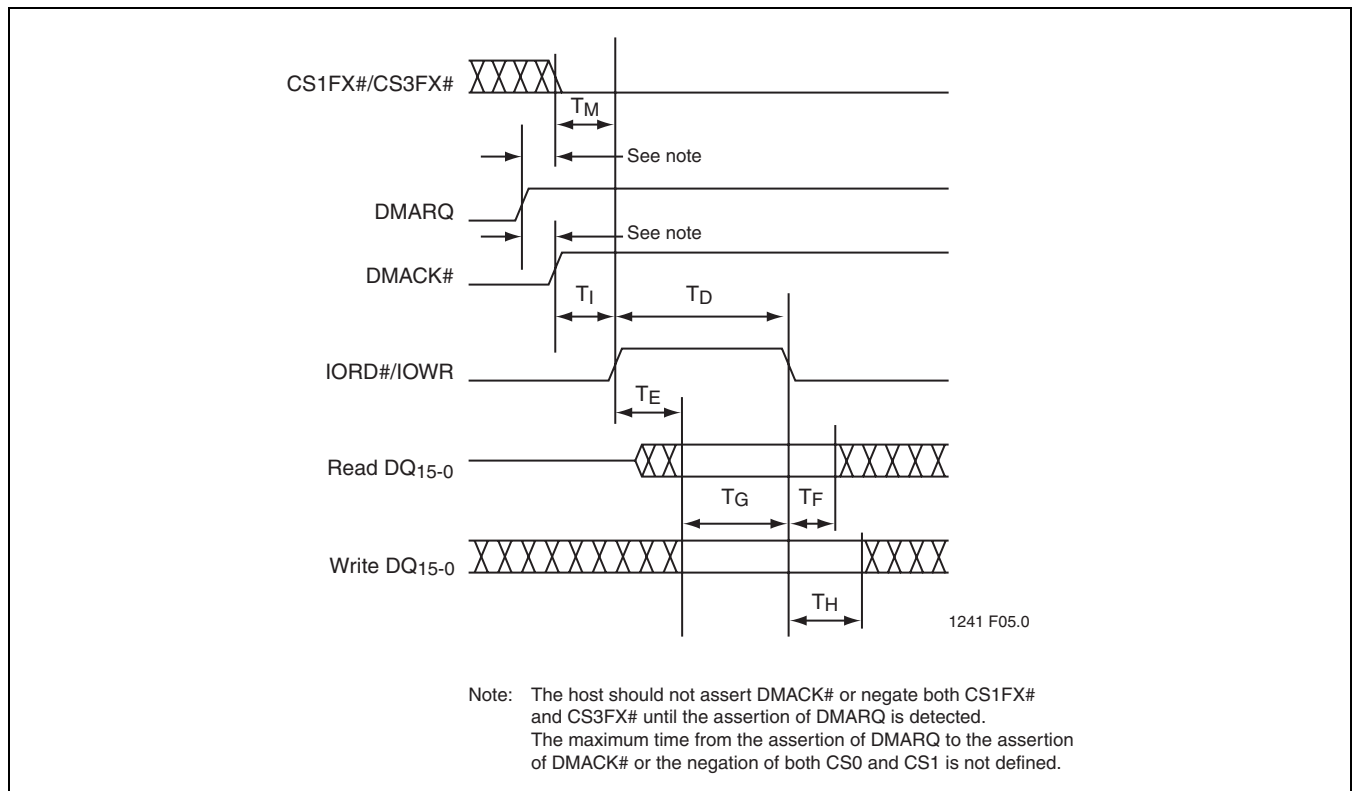 CS1FX#/CS3FX#
TM
See note
DMARQ
See note
DMACK#
TI
TD
IORD#/IOWR
TE
Read DQ15-0
TG
TF
Write DQ15-0
TH
1241 F05.0
Note: The host should not assert DMACK# or negate both CS1FX#
and CS3FX# until the assertion of DMARQ is detected.
The maximum time from the assertion of DMARQ to the assertion
of DMACK# or the negation of both CS0 and CS1 is not defined.